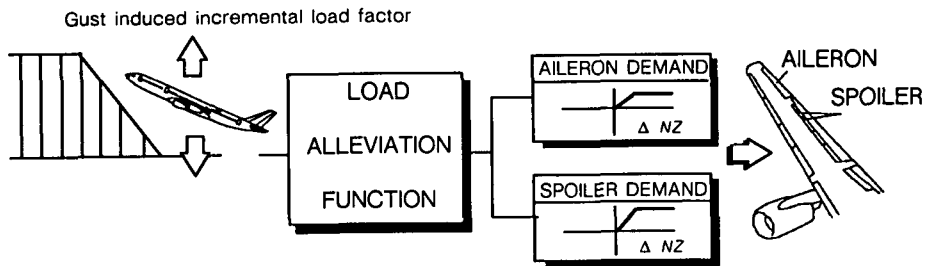 Gust induced incremental load factor
LOAD
ALLEVIATION
FUNCTION
AILERON DEMAND
Δ NZ
SPOILER DEMAND
Δ NZ
AILERON
SPOILER